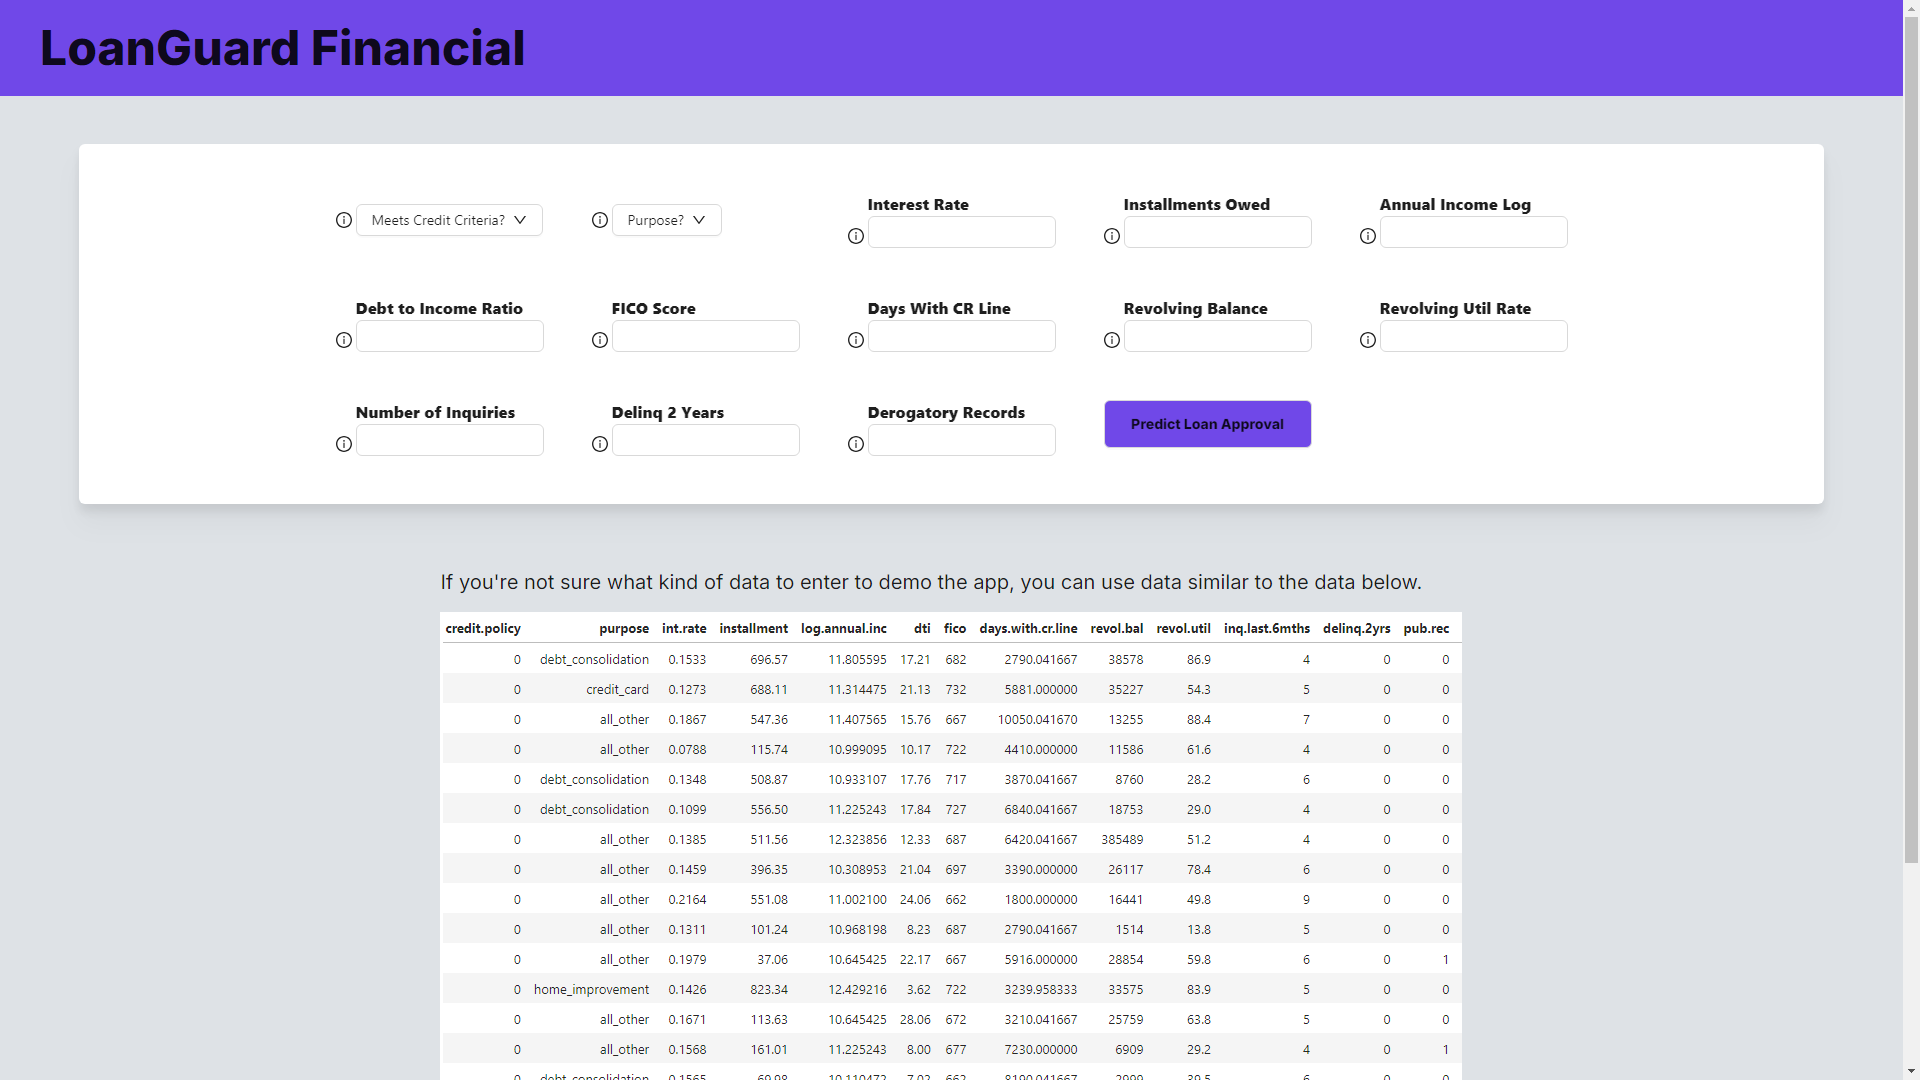 LoanGuard Financial
Meets Credit Criteria?
Purpose?
Interest Rate
Installments Owed
Annual Income Log
Debt to Income Ratio
FICO Score
Days With CR Line
Revolving Balance
Revolving Util Rate
Number of Inquiries
Delinq 2 Years
Derogatory Records
Predict Loan Approval
If you're not sure what kind of data to enter to demo the app, you can use data similar to the data below.
credit.policy purpose int.rate installment log.annual.inc dti fico days.with.cr.line revol.bal revol.util inq.last.6mths delinq.2yrs pub.rec
0 debt_consolidation 0.1533 696.57 11.805595 17.21 682 2790.041667 38578 86.9 4 0 0
0 credit_card 0.1273 688.11 11.314475 21.13 732 5881.000000 35227 54.3 5 0 0
0 all_other 0.1867 547.36 11.407565 15.76 667 10050.041670 13255 88.4 7 0 0
0 all_other 0.0788 115.74 10.999095 10.17 722 4410.000000 11586 61.6 4 0 0
0 debt_consolidation 0.1348 508.87 10.933107 17.76 717 3870.041667 8760 28.2 6 0 0
0 debt_consolidation 0.1099 556.50 11.225243 17.84 727 6840.041667 18753 29.0 4 0 0
0 all_other 0.1385 511.56 12.323856 12.33 687 6420.041667 385489 51.2 4 0 0
0 all_other 0.1459 396.35 10.308953 21.04 697 3390.000000 26117 78.4 6 0 0
0 all_other 0.2164 551.08 11.002100 24.06 662 1800.000000 16441 49.8 9 0 0
0 all_other 0.1311 101.24 10.968198 8.23 687 2790.041667 1514 13.8 5 0 0
0 all_other 0.1979 37.06 10.645425 22.17 667 5916.000000 28854 59.8 6 0 1
0 home_improvement 0.1426 823.34 12.429216 3.62 722 3239.958333 33575 83.9 5 0 0
0 all_other 0.1671 113.63 10.645425 28.06 672 3210.041667 25759 63.8 5 0 0
0 all_other 0.1568 161.01 11.225243 8.00 677 7230.000000 6909 29.2 4 0 1
0 debt_consolidation 0.1565 69.98 10.110472 7.02 662 8190.041667 2999 39.5 6 0 0